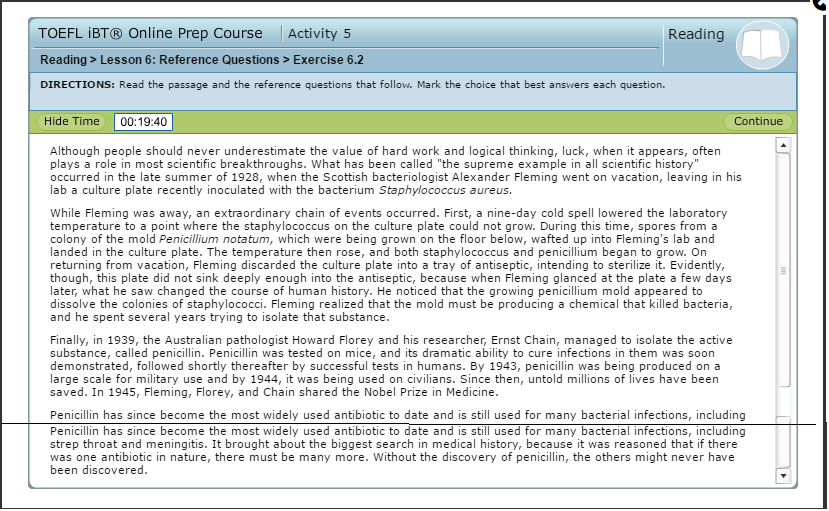 TOEFL iBT® Online Prep Course | Activity 5
Reading
Reading > Lesson 6: Reference Questions > Exercise 6.2
DIRECTIONS: Read the passage and the reference questions that follow. Mark the choice that best answers each question.
Hide Time 00:19:40 Continue
Although people should never underestimate the value of hard work and logical thinking, luck, when it appears, often
plays a role in most scientific breakthroughs. What has been called "the supreme example in all scientific history"
occurred in the late summer of 1928, when the Scottish bacteriologist Alexander Fleming went on vacation, leaving in his
lab a culture plate recently inoculated with the bacterium Staphylococcus aureus.
While Fleming was away, an extraordinary chain of events occurred. First, a nine-day cold spell lowered the laboratory
temperature to a point where the staphylococcus on the culture plate could not grow. During this time, spores from a
colony of the mold Penicillium notatum, which were being grown on the floor below, wafted up into Fleming's lab and
landed in the culture plate. The temperature then rose, and both staphylococcus and penicillium began to grow. On
returning from vacation, Fleming discarded the culture plate into a tray of antiseptic, intending to sterilize it. Evidently,
though, this plate did not sink deeply enough into the antiseptic, because when Fleming glanced at the plate a few days
later, what he saw changed the course of human history. He noticed that the growing penicillium mold appeared to
dissolve the colonies of staphylococci. Fleming realized that the mold must be producing a chemical that killed bacteria,
and he spent several years trying to isolate that substance.
Finally, in 1939, the Australian pathologist Howard Florey and his researcher, Ernst Chain, managed to isolate the active
substance, called penicillin. Penicillin was tested on mice, and its dramatic ability to cure infections in them was soon
demonstrated, followed shortly thereafter by successful tests in humans. By 1943, penicillin was being produced on a
large scale for military use and by 1944, it was being used on civilians. Since then, untold millions of lives have been
saved. In 1945, Fleming, Florey, and Chain shared the Nobel Prize in Medicine.
Penicillin has since become the most widely used antibiotic to date and is still used for many bacterial infections, including
Penicillin has since become the most widely used antibiotic to date and is still used for many bacterial infections, including
strep throat and meningitis. It brought about the biggest search in medical history, because it was reasoned that if there
was one antibiotic in nature, there must be many more. Without the discovery of penicillin, the others might never have
been discovered.